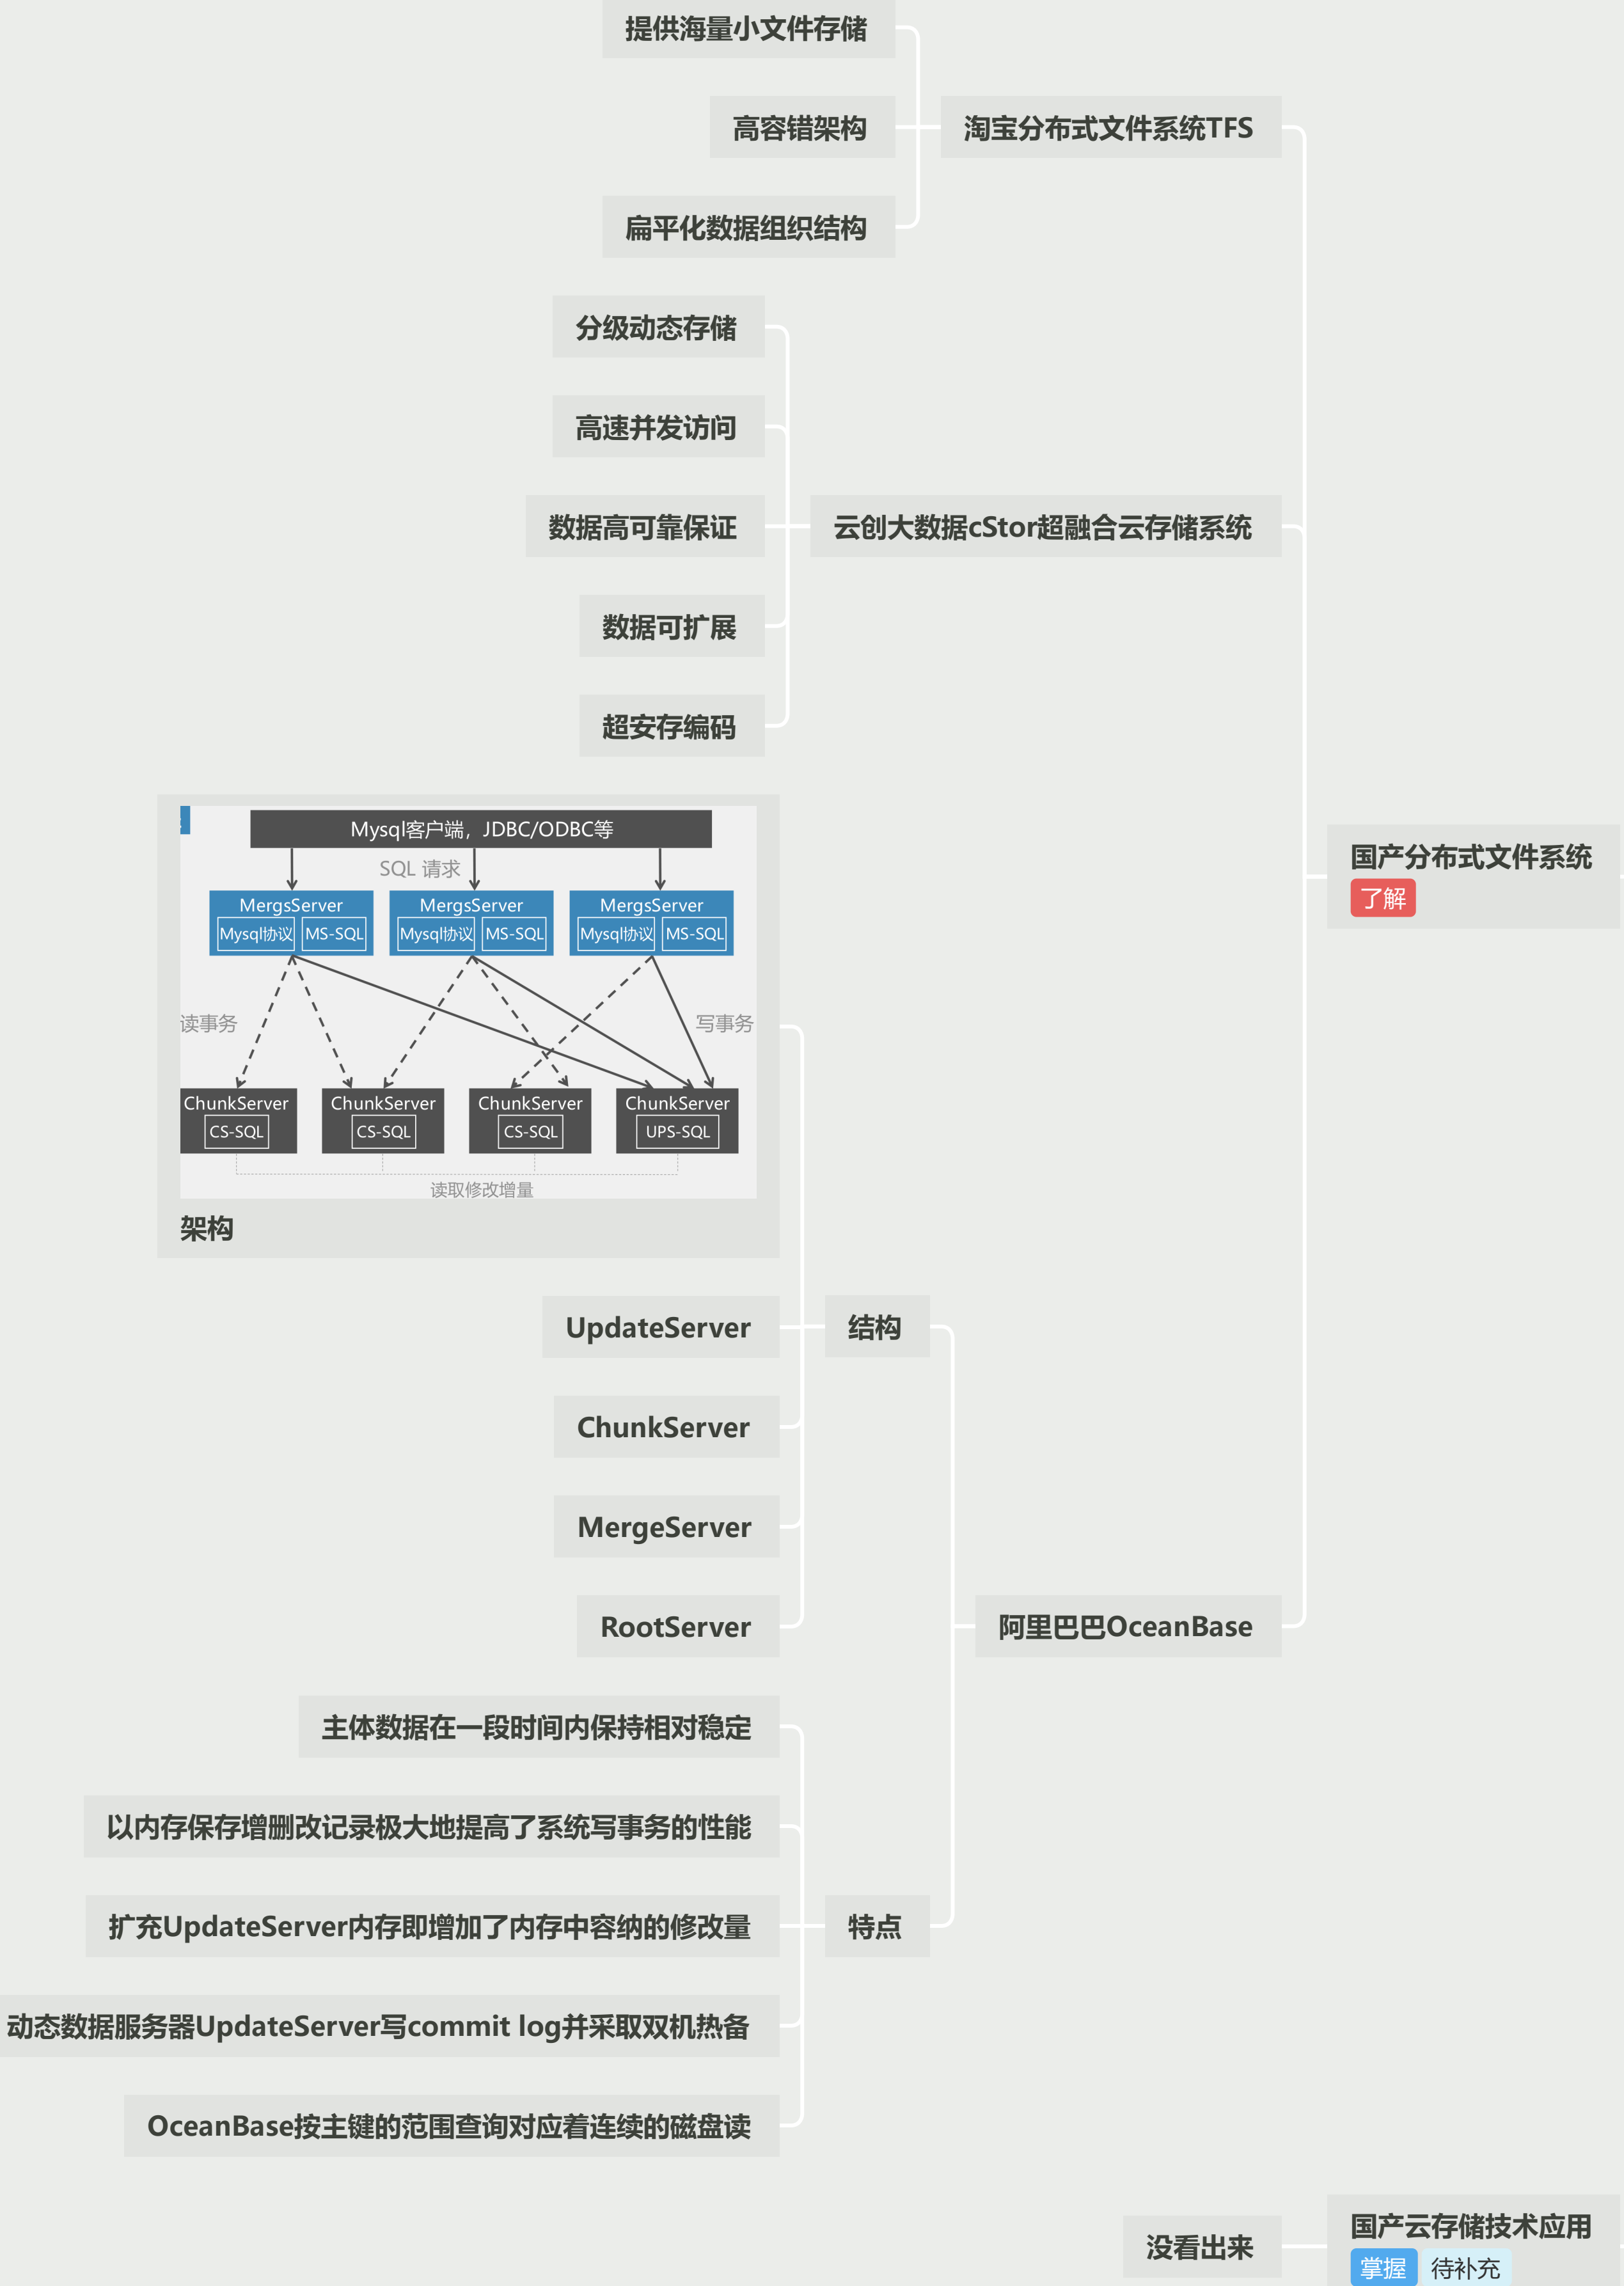 提供海量小文件存储
高容错架构
淘宝分布式文件系统TFS
扁平化数据组织结构
分级动态存储
高速并发访问
数据高可靠保证
云创大数据cStor超融合云存储系统
数据可扩展
超安存编码
国产分布式文件系统
了解
Mysql客户端，JDBC/ODBC等
SQL 请求
MergsServer
MergsServer
MergsServer
Mysql协议
MS-SQL
Mysql协议
MS-SQL
Mysql协议
MS-SQL
读事务
写事务
ChunkServer
ChunkServer
ChunkServer
ChunkServer
CS-SQL
CS-SQL
CS-SQL
UPS-SQL
读取修改增量
架构
UpdateServer
结构
ChunkServer
MergeServer
RootServer
阿里巴巴OceanBase
主体数据在一段时间内保持相对稳定
以内存保存增删改记录极大地提高了系统写事务的性能
扩充UpdateServer内存即增加了内存中容纳的修改量
特点
动态数据服务器UpdateServer写commit log并采取双机热备
OceanBase按主键的范围查询对应着连续的磁盘读
没看出来
国产云存储技术应用
掌握
待补充